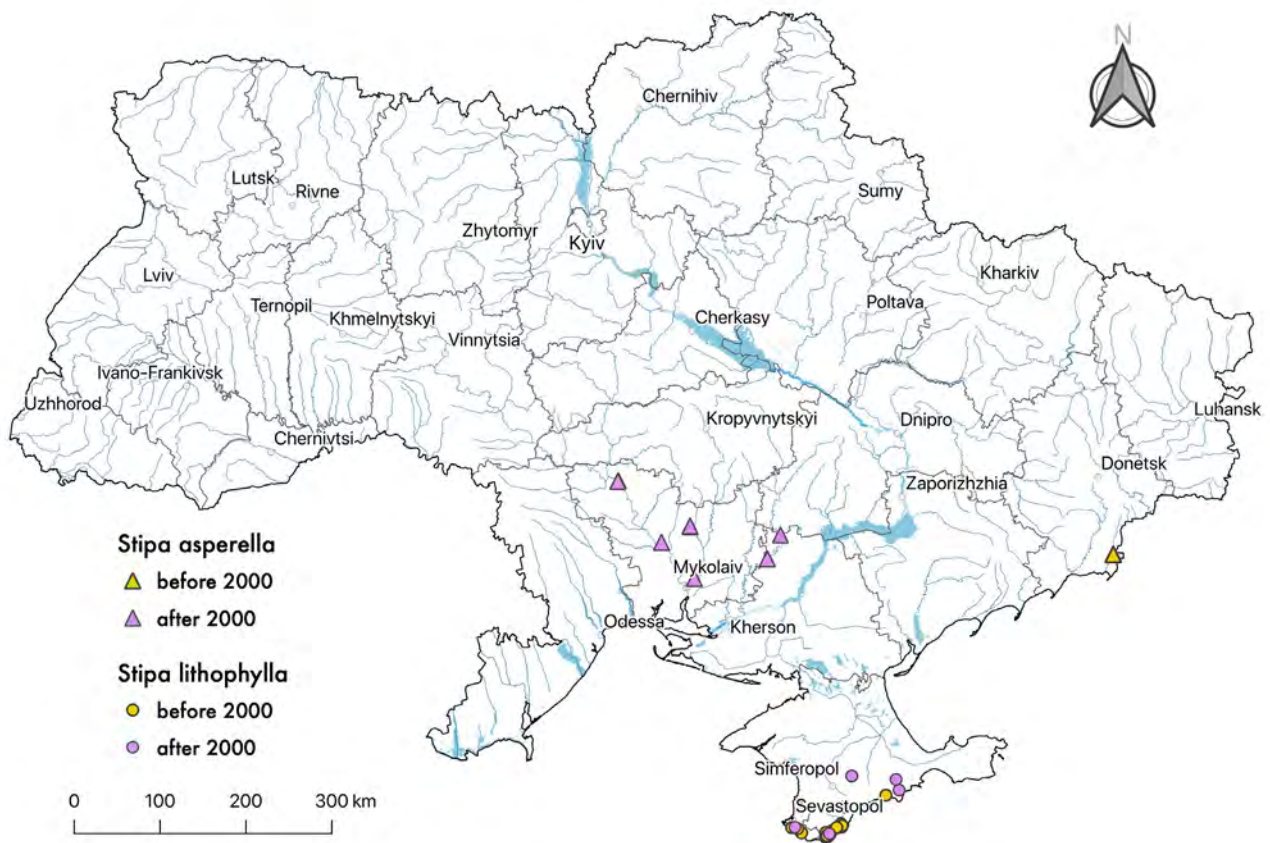 N
Chernihiv
Lutsk
Rivne
Sumy
Zhytomyr
Kyiv
Lviv
Kharkiv
Ternopil
Khmelnytskyi
Poltava
Cherkasy
Vinnytsia
Ivano-Frankivsk
Uzhhorod
Kropyvnytskyi
Dnipro
Luhansk
Chernivtsi
Donetsk
Zaporizhzhia
Stipa asperella
before 2000
after 2000
Mykolaiv
Odessa
Kherson
Stipa lithophylla
before 2000
after 2000
Simferopol
Sevastopol
0 100 200 300 km